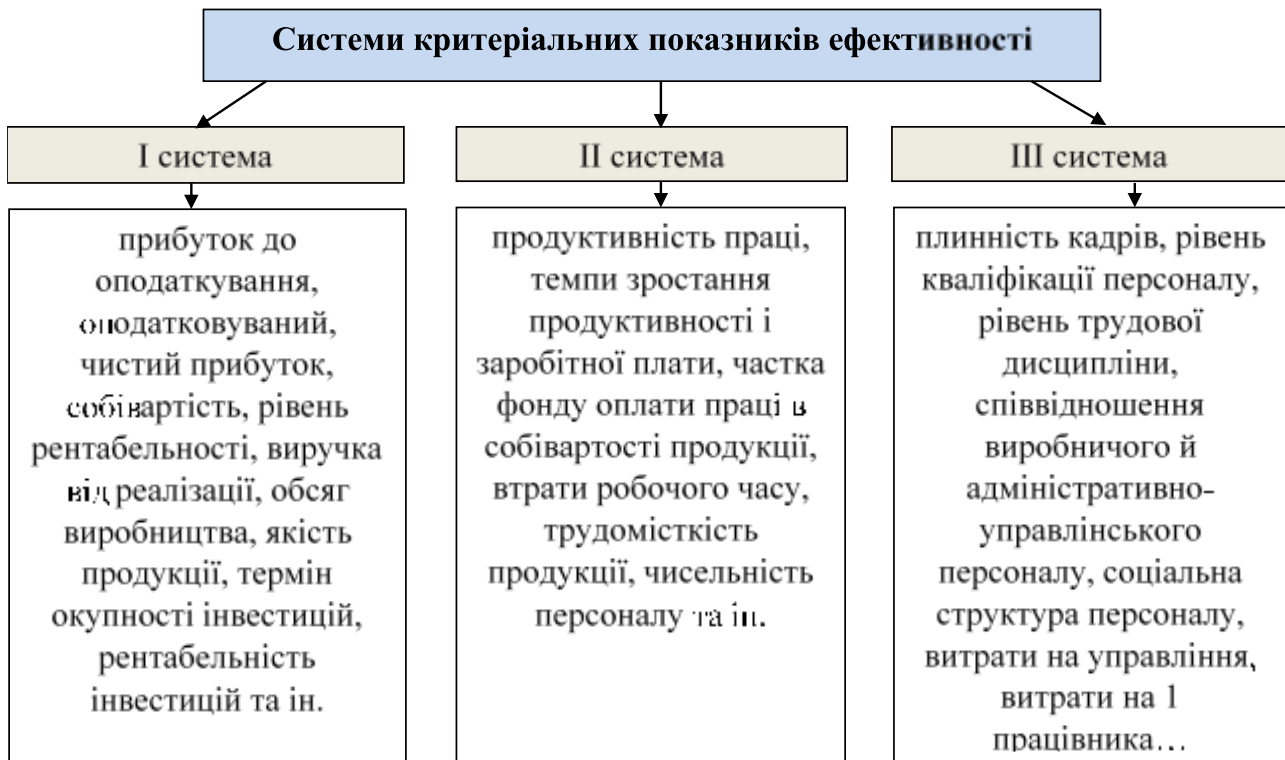 Системи критеріальних показників ефективності
І система
прибуток до
оподаткування,
оподатковуваний,
чистий прибуток,
собівартість, рівень
рентабельності, виручка
від реалізації, обсяг
виробництва, якість
продукції, термін
окупності інвестицій,
рентабельність
інвестицій та ін.
ІІ система
продуктивність праці,
темпи зростання
продуктивності і
заробітної плати, частка
фонду оплати праці в
собівартості продукції,
втрати робочого часу,
трудомісткість
продукції, чисельність
персоналу та ін.
ІІІ система
плинність кадрів, рівень
кваліфікації персоналу,
рівень трудової
дисципліни,
співвідношення
виробничого й
адміністративно-
управлінського
персоналу, соціальна
структура персоналу,
витрати на управління,
витрати на 1
працівника…